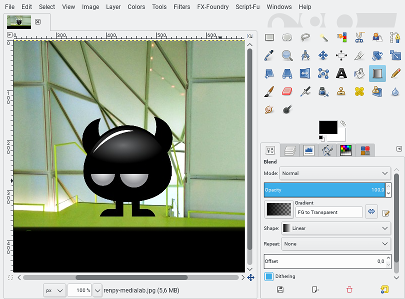 File Edit Select View Image Layer Colors Tools Filters FX-Foundry Script-Fu Windows Help
Blend
Mode: Normal
Opacity 100,0
Gradient
FG to Transparent
Shape: Linear
Repeat: None
Offset 0,0
Dithering
px 100 % renpy-medialab.jpg (5,6 MB)